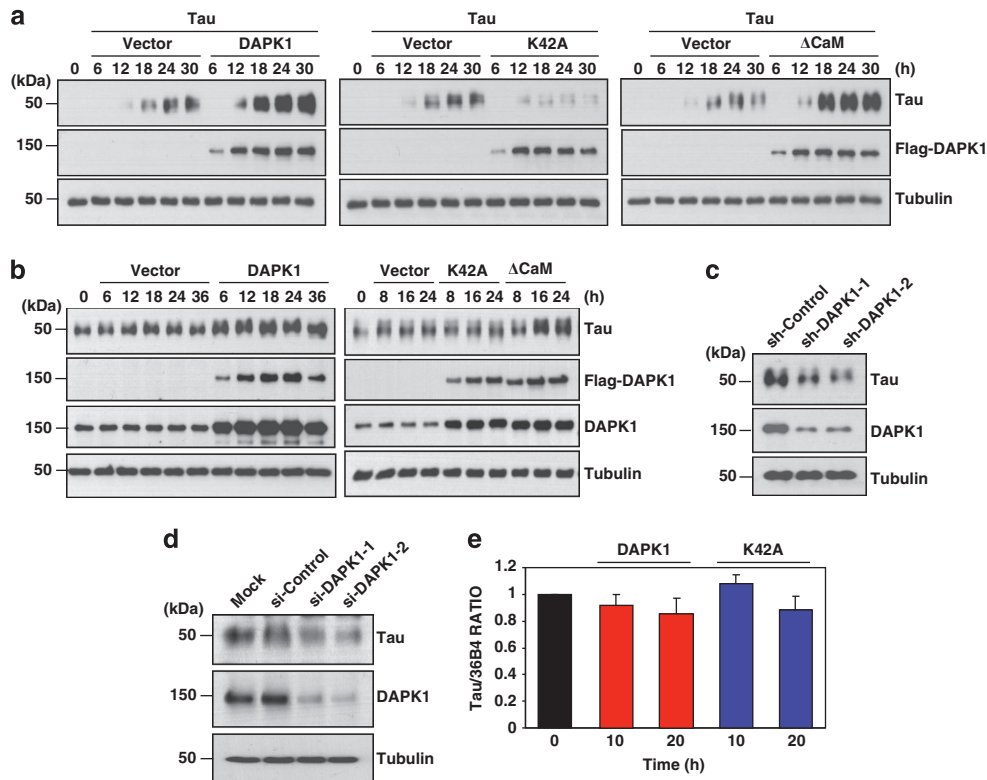 a
Tau Tau Tau
Vector DAPK1 Vector K42A Vector ΔCaM
0 6 12 18 24 30 6 12 18 24 30 0 6 12 18 24 30 6 12 18 24 30 0 6 12 18 24 30 6 12 18 24 30 (h)
(kDa)
50 Tau
150 Flag-DAPK1
50 Tubulin
b
Vector DAPK1 Vector K42A ΔCaM
0 6 12 18 24 36 6 12 18 24 36 0 8 16 24 8 16 24 8 16 24 (h)
(kDa)
50 Tau
150 Flag-DAPK1
150 DAPK1
50 Tubulin
c
sh-Control sh-DAPK1-1 sh-DAPK1-2
(kDa)
50 Tau
150 DAPK1
50 Tubulin
d
Mock si-Control si-DAPK1-1 si-DAPK1-2
(kDa)
50 Tau
150 DAPK1
50 Tubulin
e
DAPK1 K42A
Tau/36B4 RATIO
1.2
1
0.8
0.6
0.4
0.2
0
0 10 20 10 20
Time (h)